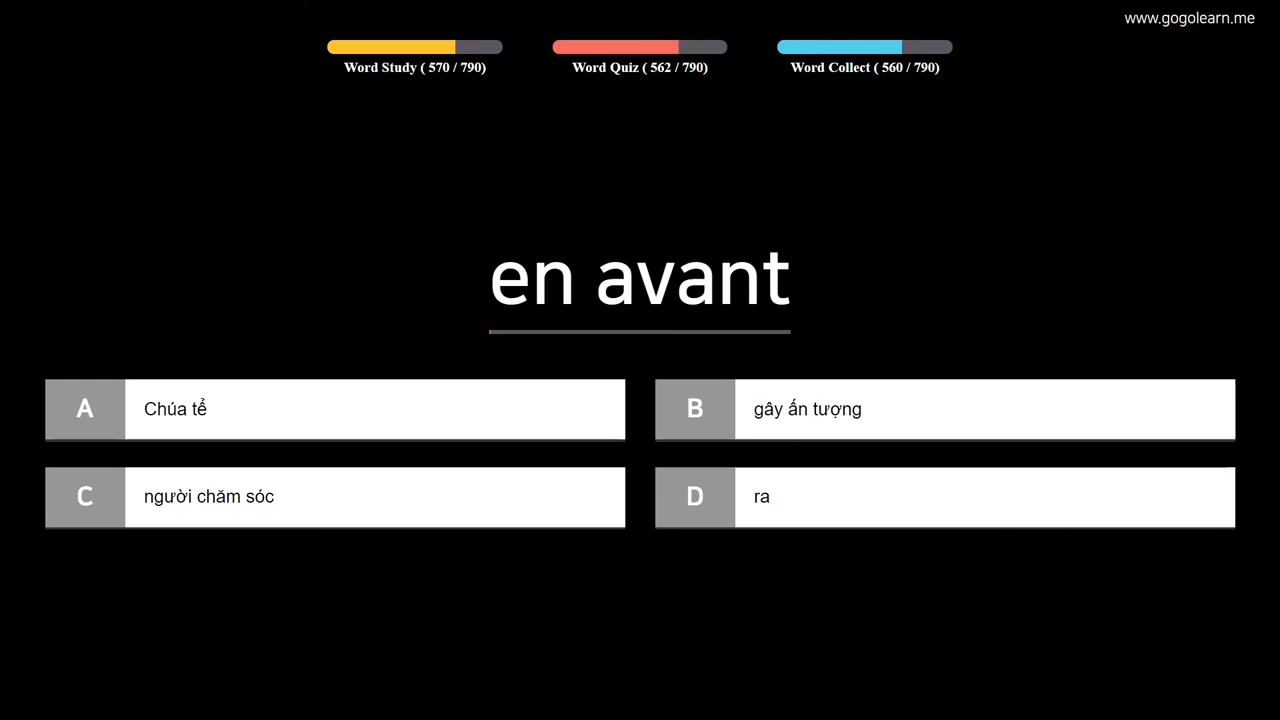 www.gogolearn.me
Word Study ( 570 / 790)
Word Quiz ( 562 / 790)
Word Collect ( 560 / 790)
en avant
A
Chúa tể
B
gây ấn tượng
C
người chăm sóc
D
ra